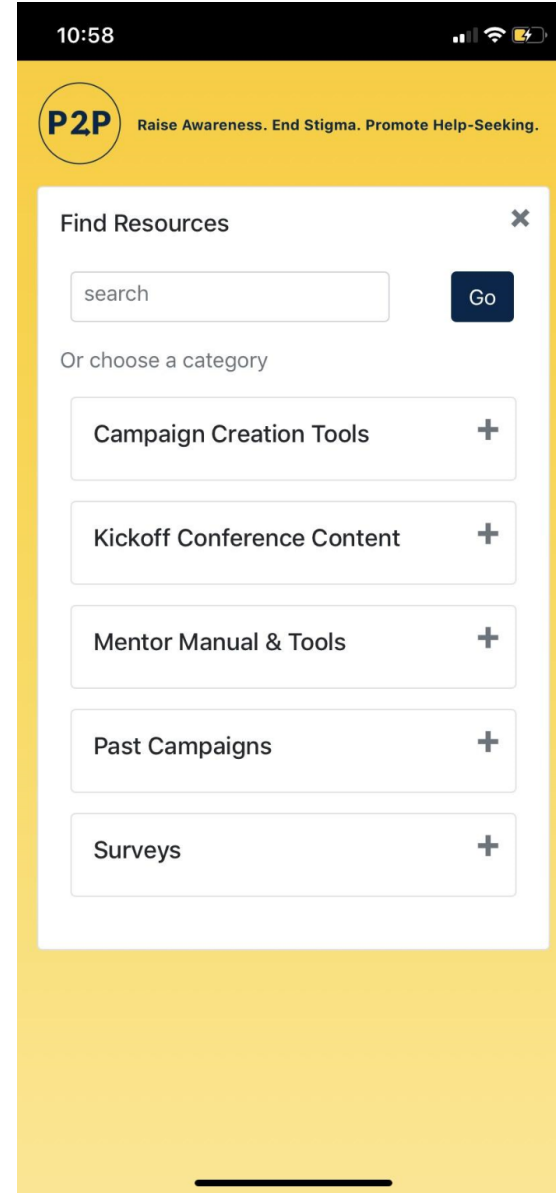 10:58
P2P
Raise Awareness. End Stigma. Promote Help-Seeking.
Find Resources
search
Go
Or choose a category
Campaign Creation Tools
Kickoff Conference Content
Mentor Manual & Tools
Past Campaigns
Surveys